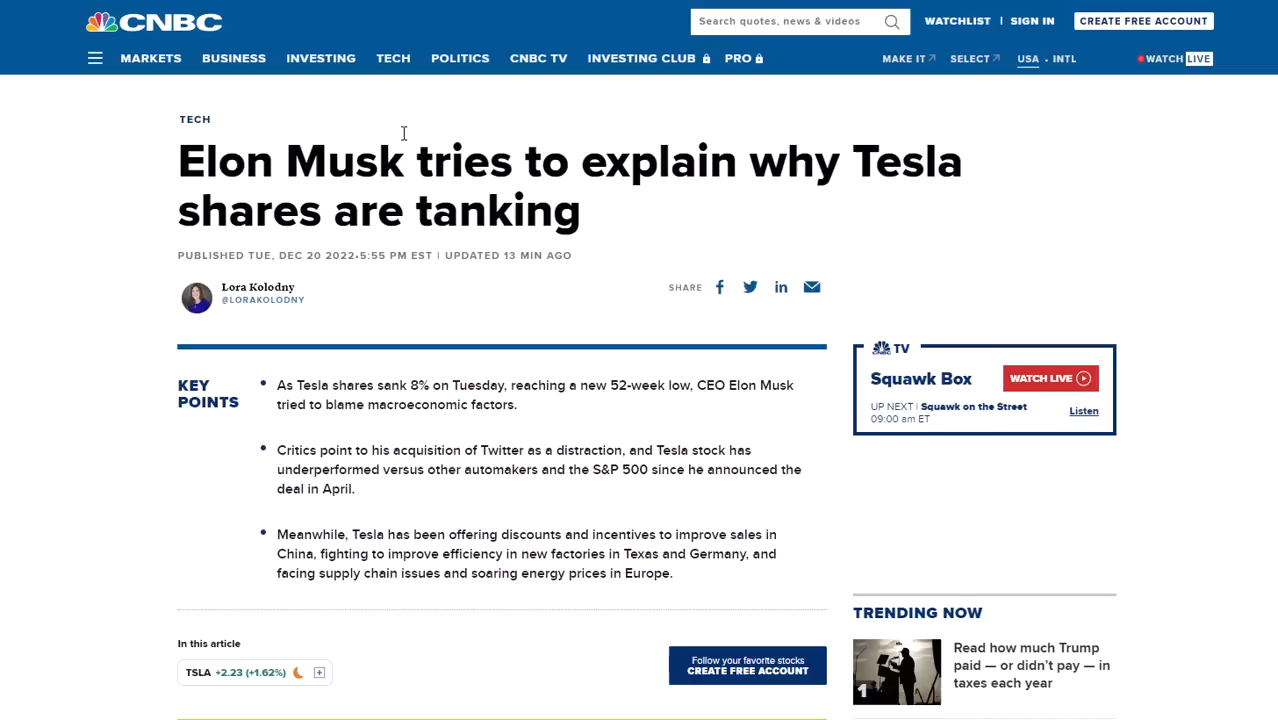 CNBC
Search quotes, news & videos
WATCHLIST | SIGN IN
CREATE FREE ACCOUNT
MARKETS BUSINESS INVESTING TECH POLITICS CNBC TV INVESTING CLUB PRO
MAKE IT SELECT USA • INTL WATCH LIVE
TECH
Elon Musk tries to explain why Tesla
shares are tanking
PUBLISHED TUE, DEC 20 2022•5:55 PM EST | UPDATED 13 MIN AGO
Lora Kolodny
@LORAKOLODNY
SHARE
KEY
POINTS
• As Tesla shares sank 8% on Tuesday, reaching a new 52-week low, CEO Elon Musk
tried to blame macroeconomic factors.
• Critics point to his acquisition of Twitter as a distraction, and Tesla stock has
underperformed versus other automakers and the S&P 500 since he announced the
deal in April.
• Meanwhile, Tesla has been offering discounts and incentives to improve sales in
China, fighting to improve efficiency in new factories in Texas and Germany, and
facing supply chain issues and soaring energy prices in Europe.
In this article
TSLA +2.23 (+1.62%)
Follow your favorite stocks
CREATE FREE ACCOUNT
CNBC TV
Squawk Box
WATCH LIVE
UP NEXT | Squawk on the Street
09:00 am ET
Listen
TRENDING NOW
1
Read how much Trump
paid — or didn't pay — in
taxes each year